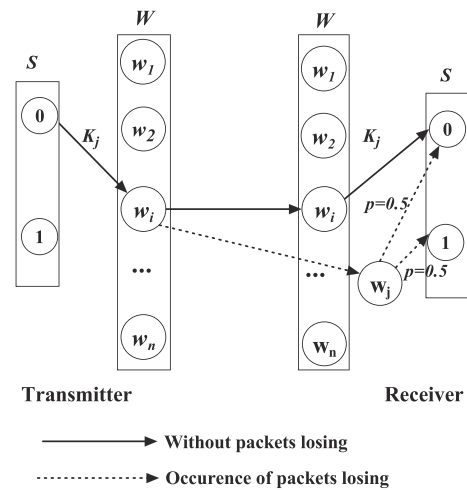 W W
S S
w1 w1
0 0
w2 w2
Kj Kj
wi wi
p=0.5
1 1
p=0.5
... ...
wj
wn wn
Transmitter Receiver
Without packets losing
Occurence of packets losing